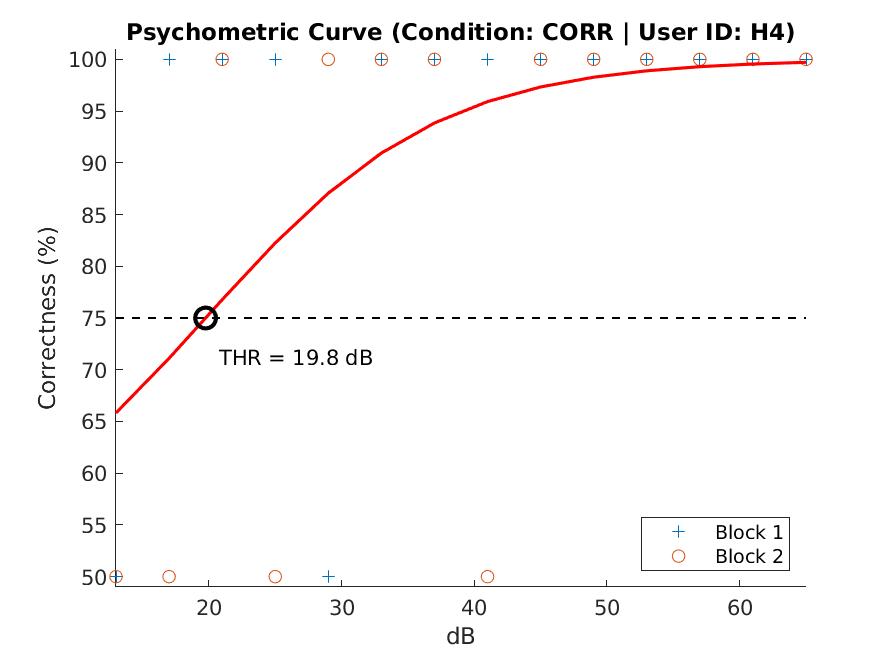 Psychometric Curve (Condition: CORR | User ID: H4)
100
95
90
85
80
75
70
65
60
55
50
Correctness (%)
THR = 19.8 dB
Block 1
Block 2
20 30 40 50 60
dB